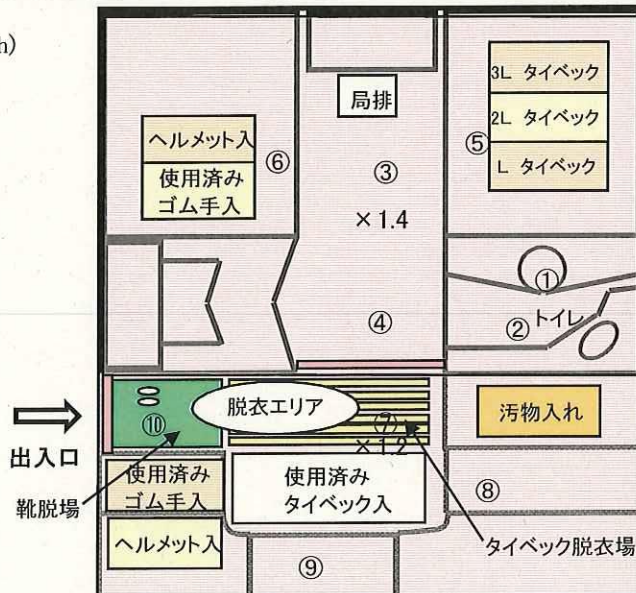 h)
3L タイベック
2L タイベック
L タイベック
⑤
局排
③
×1.4
ヘルメット入
使用済み
ゴム手入
⑥
①
② トイレ
④
脱衣エリア
⑦
×1.2
⑩
汚物入れ
出入口
靴脱場
使用済み
ゴム手入
使用済み
タイベック入
⑧
ヘルメット入
タイベック脱衣場
⑨